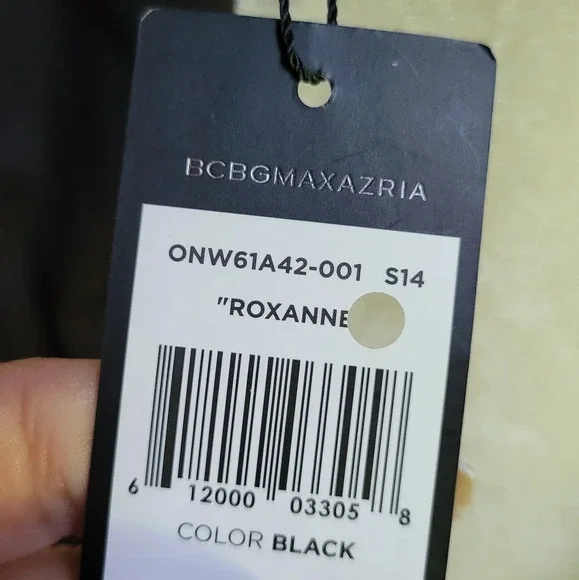 BCBGMAXAZRIA
ONW61A42-001 S14
"ROXANNE
6 12000 03305 8
COLOR BLACK